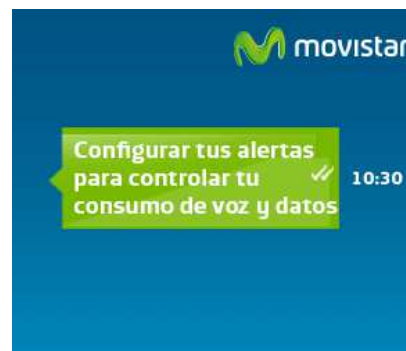 movistar
Configurar tus alertas
para controlar tu
10:30
consumo de voz y datos